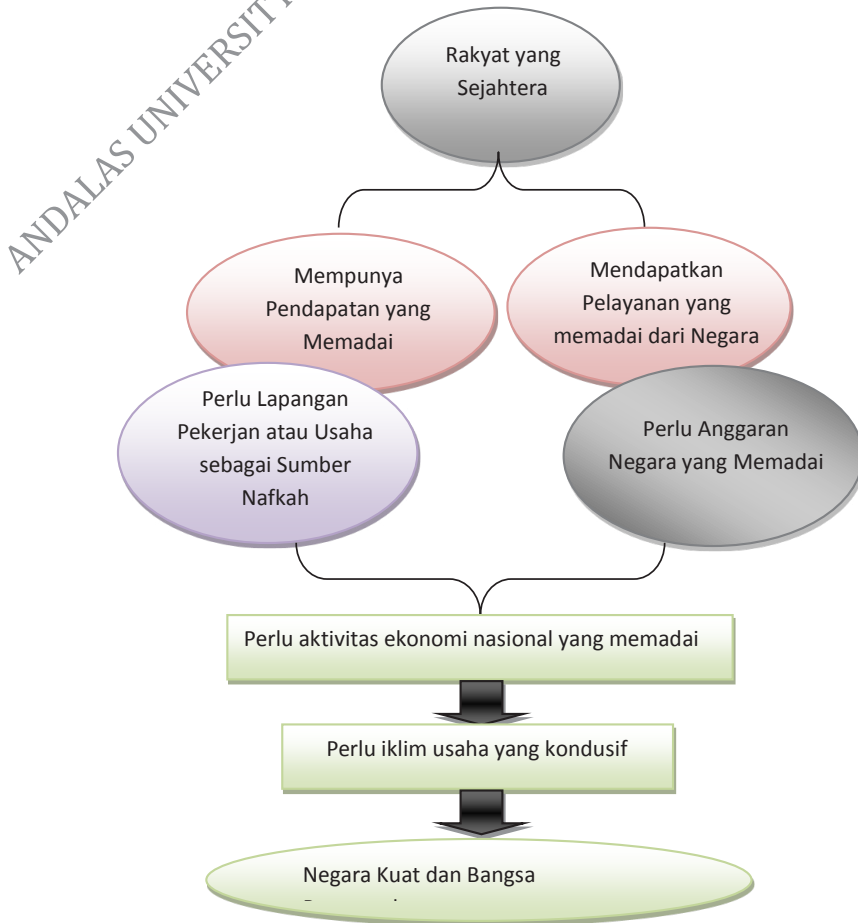 ANDALAS UNIVERSIT
Rakyat yang
Sejahtera
Mempunya
Pendapatan yang
Memadai
Mendapatkan
Pelayanan yang
memadai dari Negara
Perlu Lapangan
Pekerjan atau Usaha
sebagai Sumber
Nafkah
Perlu Anggaran
Negara yang Memadai
Perlu aktivitas ekonomi nasional yang memadai
Perlu iklim usaha yang kondusif
Negara Kuat dan Bangsa